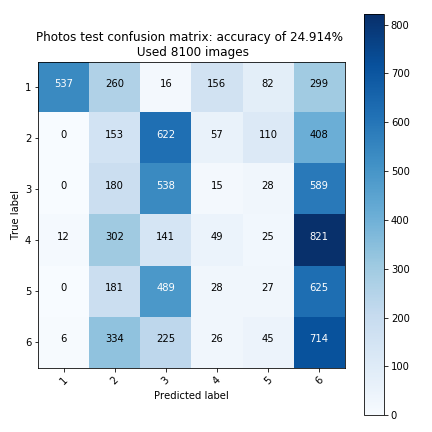 Photos test confusion matrix: accuracy of 24.914%
Used 8100 images
800
1 537 260 16 156 82 299
700
2 0 153 622 57 110 408
600
500
3 0 180 538 15 28 589
True label
400
4 12 302 141 49 25 821
300
5 0 181 489 28 27 625
200
6 6 334 225 26 45 714
100
1 2 3 4 5 6
Predicted label
0